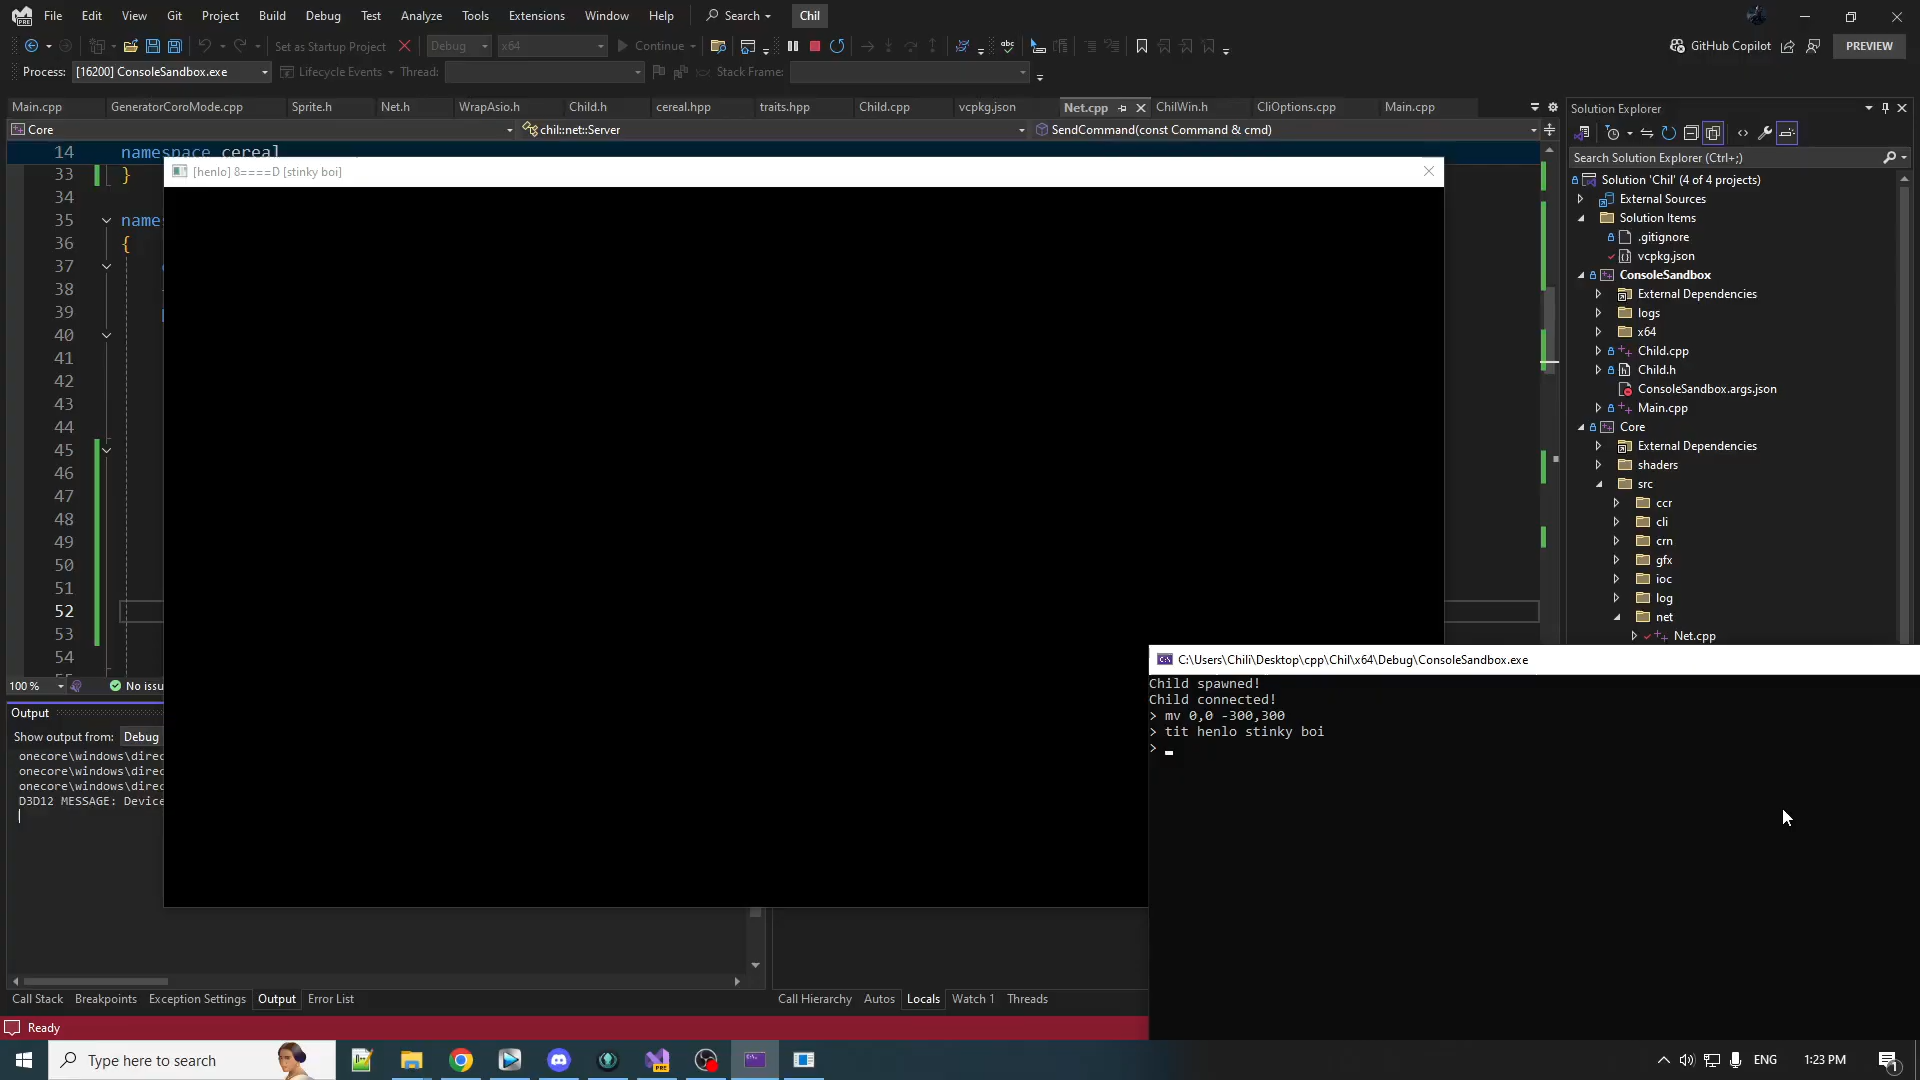 File Edit View Git Project Build Debug Test Analyze Tools Extensions Window Help Search Chil
Set as Startup Project Debug x64 Continue GitHub Copilot PREVIEW
Process: [16200] ConsoleSandbox.exe Lifecycle Events Thread: Stack Frame:
Main.cpp GeneratorCoroMode.cpp Sprite.h Net.h WrapAsio.h Child.h cereal.hpp traits.hpp Child.cpp vcpkg.json Net.cpp ChilWin.h CliOptions.cpp Main.cpp
Core chil::net::Server SendCommand(const Command & cmd)
14 namespace cereal
33 }
34
35 name
36 {
37
38
39
40
41
42
43
44
45
46
47
48
49
50
51
52
53
54
100 % No issu
[henlo] 8====D [stinky boi]
Solution Explorer
Search Solution Explorer (Ctrl+;)
Solution 'Chil' (4 of 4 projects)
External Sources
Solution Items
.gitignore
vcpkg.json
ConsoleSandbox
External Dependencies
logs
x64
Child.cpp
Child.h
ConsoleSandbox.args.json
Main.cpp
Core
External Dependencies
shaders
src
ccr
cli
crn
gfx
ioc
log
net
Net.cpp
C:\Users\Chili\Desktop\cpp\Chil\x64\Debug\ConsoleSandbox.exe
Child spawned!
Child connected!
> mv 0,0 -300,300
> tit henlo stinky boi
>
Output
Show output from: Debug
onecore\windows\direc
onecore\windows\direc
onecore\windows\direc
D3D12 MESSAGE: Device
Call Stack Breakpoints Exception Settings Output Error List
Call Hierarchy Autos Locals Watch 1 Threads
Ready
Type here to search
ENG 1:23 PM